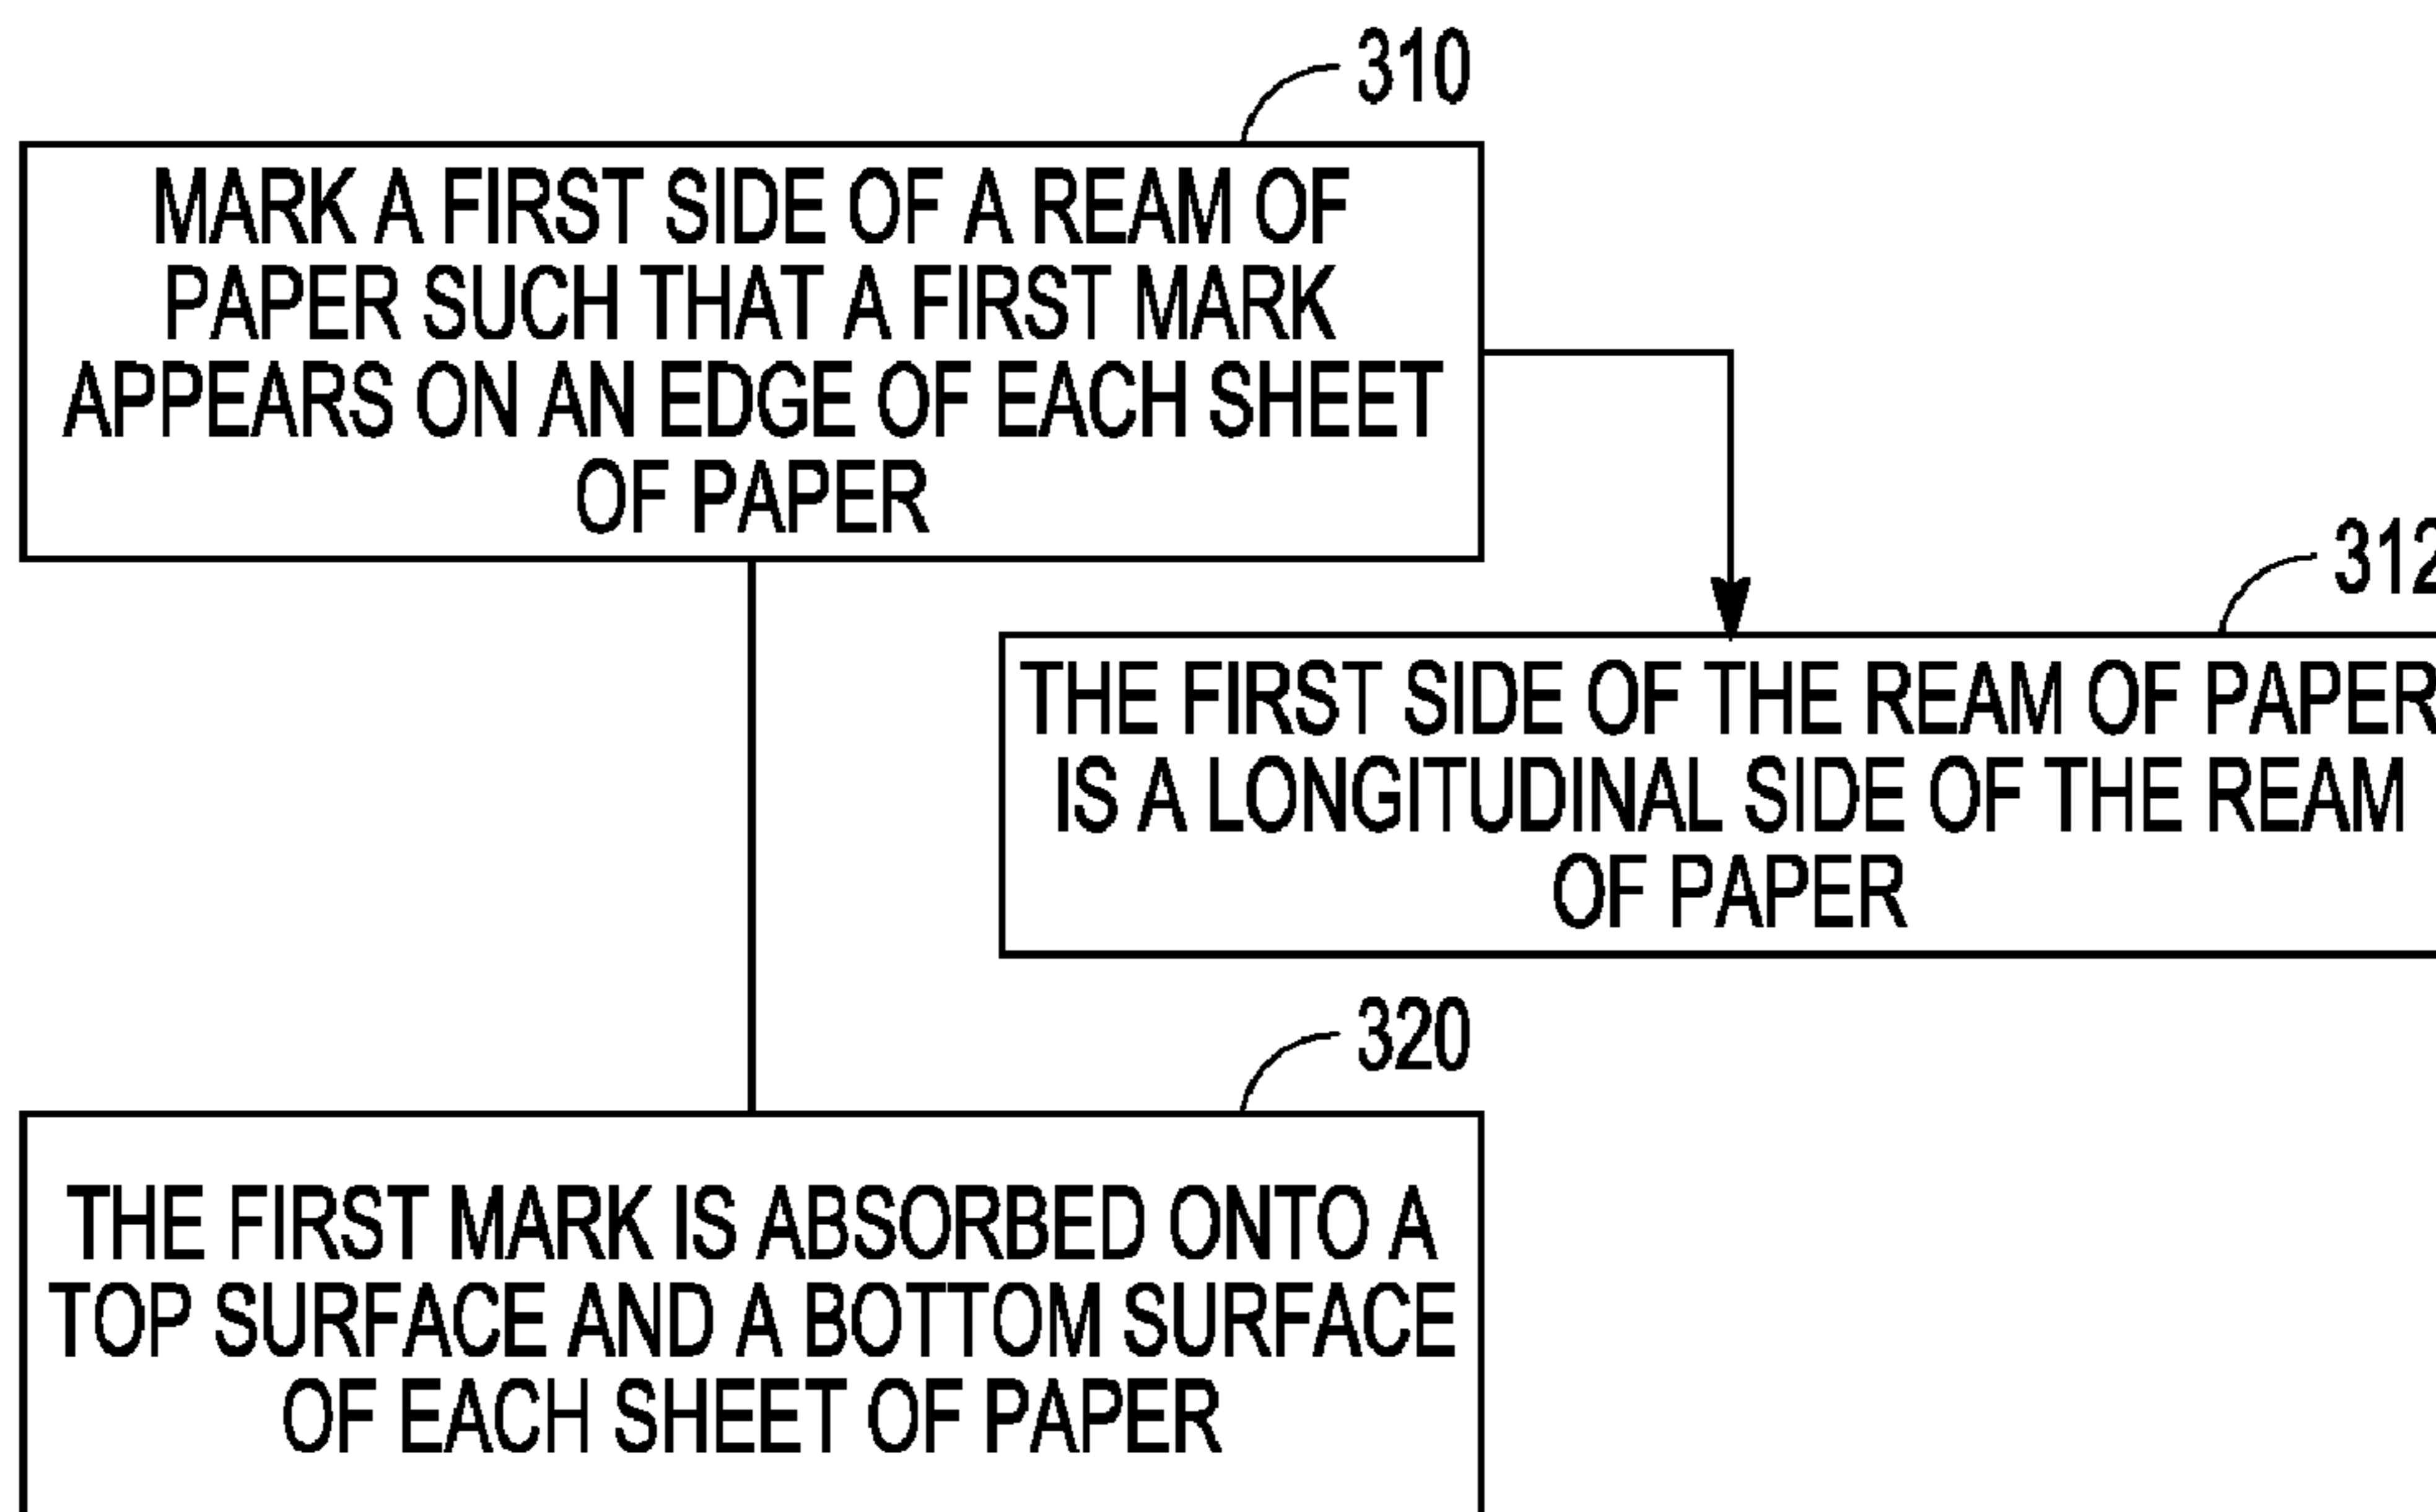 310
MARK A FIRST SIDE OF A REAM OF
PAPER SUCH THAT A FIRST MARK
APPEARS ON AN EDGE OF EACH SHEET
OF PAPER
312
THE FIRST SIDE OF THE REAM OF PAPER
IS A LONGITUDINAL SIDE OF THE REAM
OF PAPER
320
THE FIRST MARK IS ABSORBED ONTO A
TOP SURFACE AND A BOTTOM SURFACE
OF EACH SHEET OF PAPER